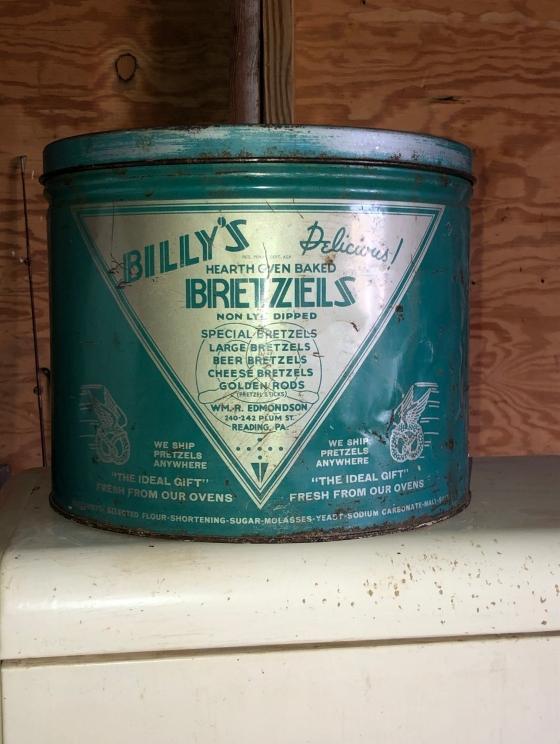 BILLY'S Delicious!
HEARTH OVEN BAKED
BRETZELS
NON LYE DIPPED
SPECIAL BRETZELS
LARGE BRETZELS
BEER BRETZELS
CHEESE BRETZELS
GOLDEN RODS
(PRETZEL STICKS)
WM. R. EDMONDSON
240-242 PLUM ST.
READING, PA.
WE SHIP
PRETZELS
ANYWHERE
"THE IDEAL GIFT"
FRESH FROM OUR OVENS
WE SHIP
PRETZELS
ANYWHERE
"THE IDEAL GIFT"
FRESH FROM OUR OVENS
SELECTED FLOUR-SHORTENING-SUGAR-MOLASSES-YEAST-SODIUM CARBONATE-MALT-